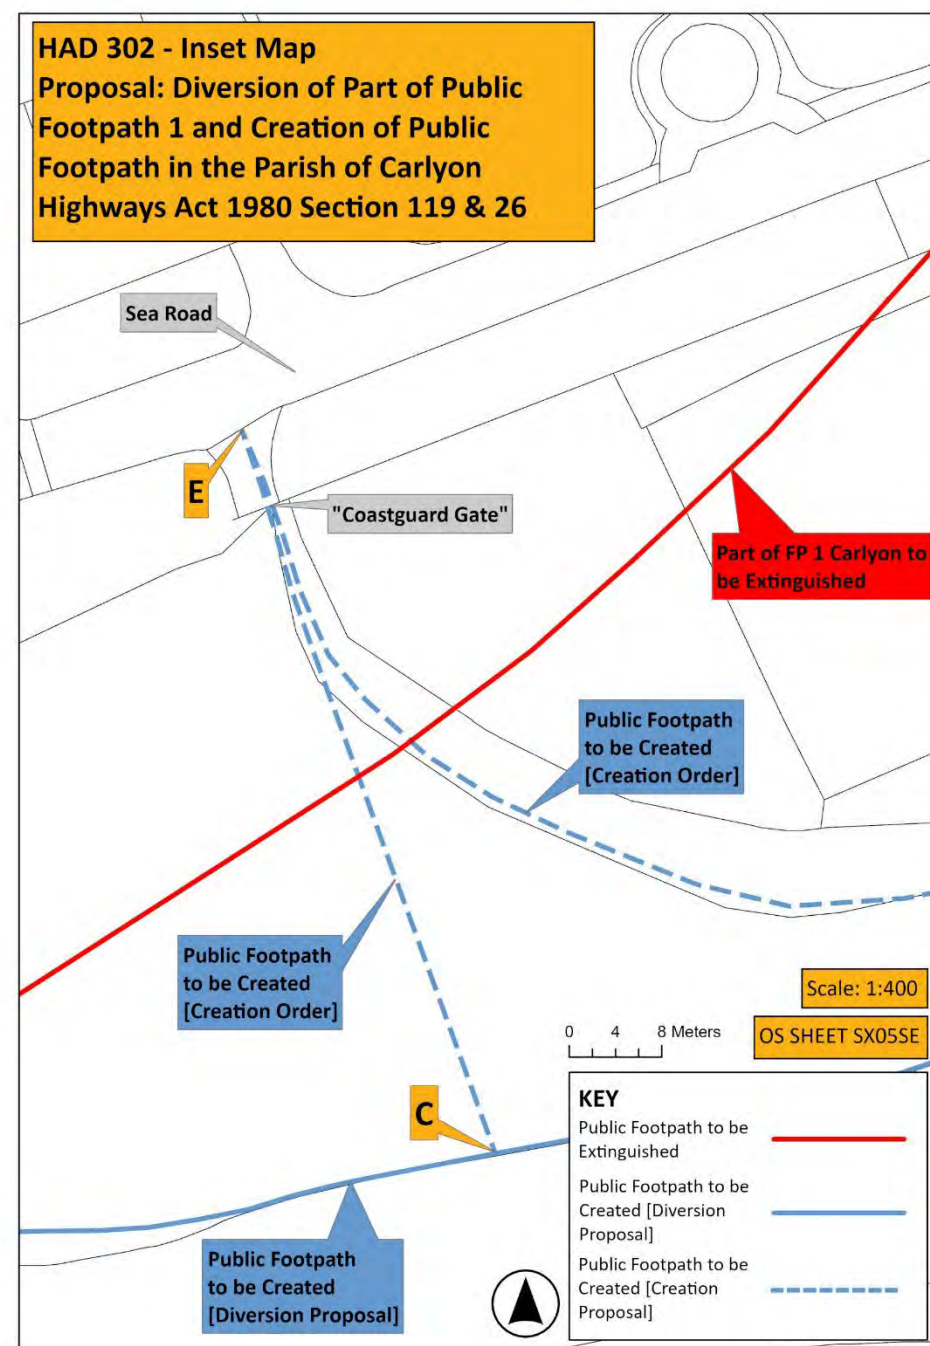 HAD 302 - Inset Map
Proposal: Diversion of Part of Public
Footpath 1 and Creation of Public
Footpath in the Parish of Carlyon
Highways Act 1980 Section 119 & 26
Sea Road
E
"Coastguard Gate"
Part of FP 1 Carlyon to
be Extinguished
Public Footpath
to be Created
[Creation Order]
Public Footpath
to be Created
[Creation Order]
Scale: 1:400
0 4 8 Meters
OS SHEET SX05SE
C
Public Footpath
to be Created
[Diversion Proposal]
KEY
Public Footpath to be
Extinguished
Public Footpath to be
Created [Diversion
Proposal]
Public Footpath to be
Created [Creation
Proposal]